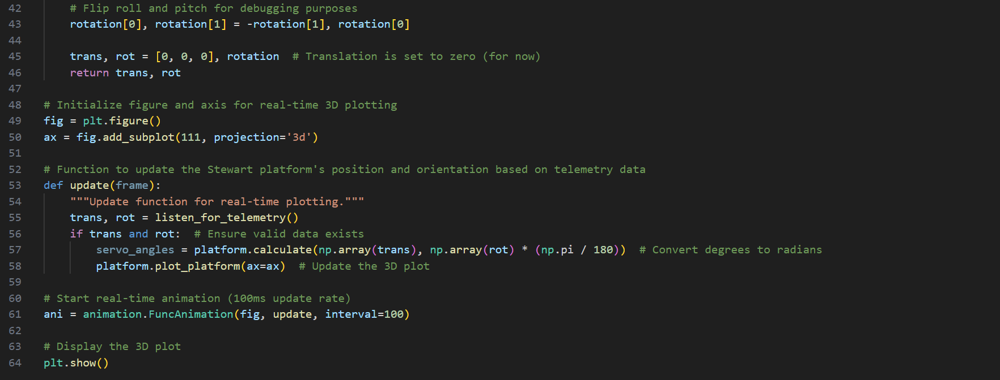 42 # Flip roll and pitch for debugging purposes
43 rotation[0], rotation[1] = -rotation[1], rotation[0]
44
45 trans, rot = [0, 0, 0], rotation  # Translation is set to zero (for now)
46 return trans, rot
47
48 # Initialize figure and axis for real-time 3D plotting
49 fig = plt.figure()
50 ax = fig.add_subplot(111, projection='3d')
51
52 # Function to update the Stewart platform's position and orientation based on telemetry data
53 def update(frame):
54     """Update function for real-time plotting."""
55     trans, rot = listen_for_telemetry()
56     if trans and rot:  # Ensure valid data exists
57         servo_angles = platform.calculate(np.array(trans), np.array(rot) * (np.pi / 180))  # Convert degrees to radians
58         platform.plot_platform(ax=ax)  # Update the 3D plot
59
60 # Start real-time animation (100ms update rate)
61 ani = animation.FuncAnimation(fig, update, interval=100)
62
63 # Display the 3D plot
64 plt.show()